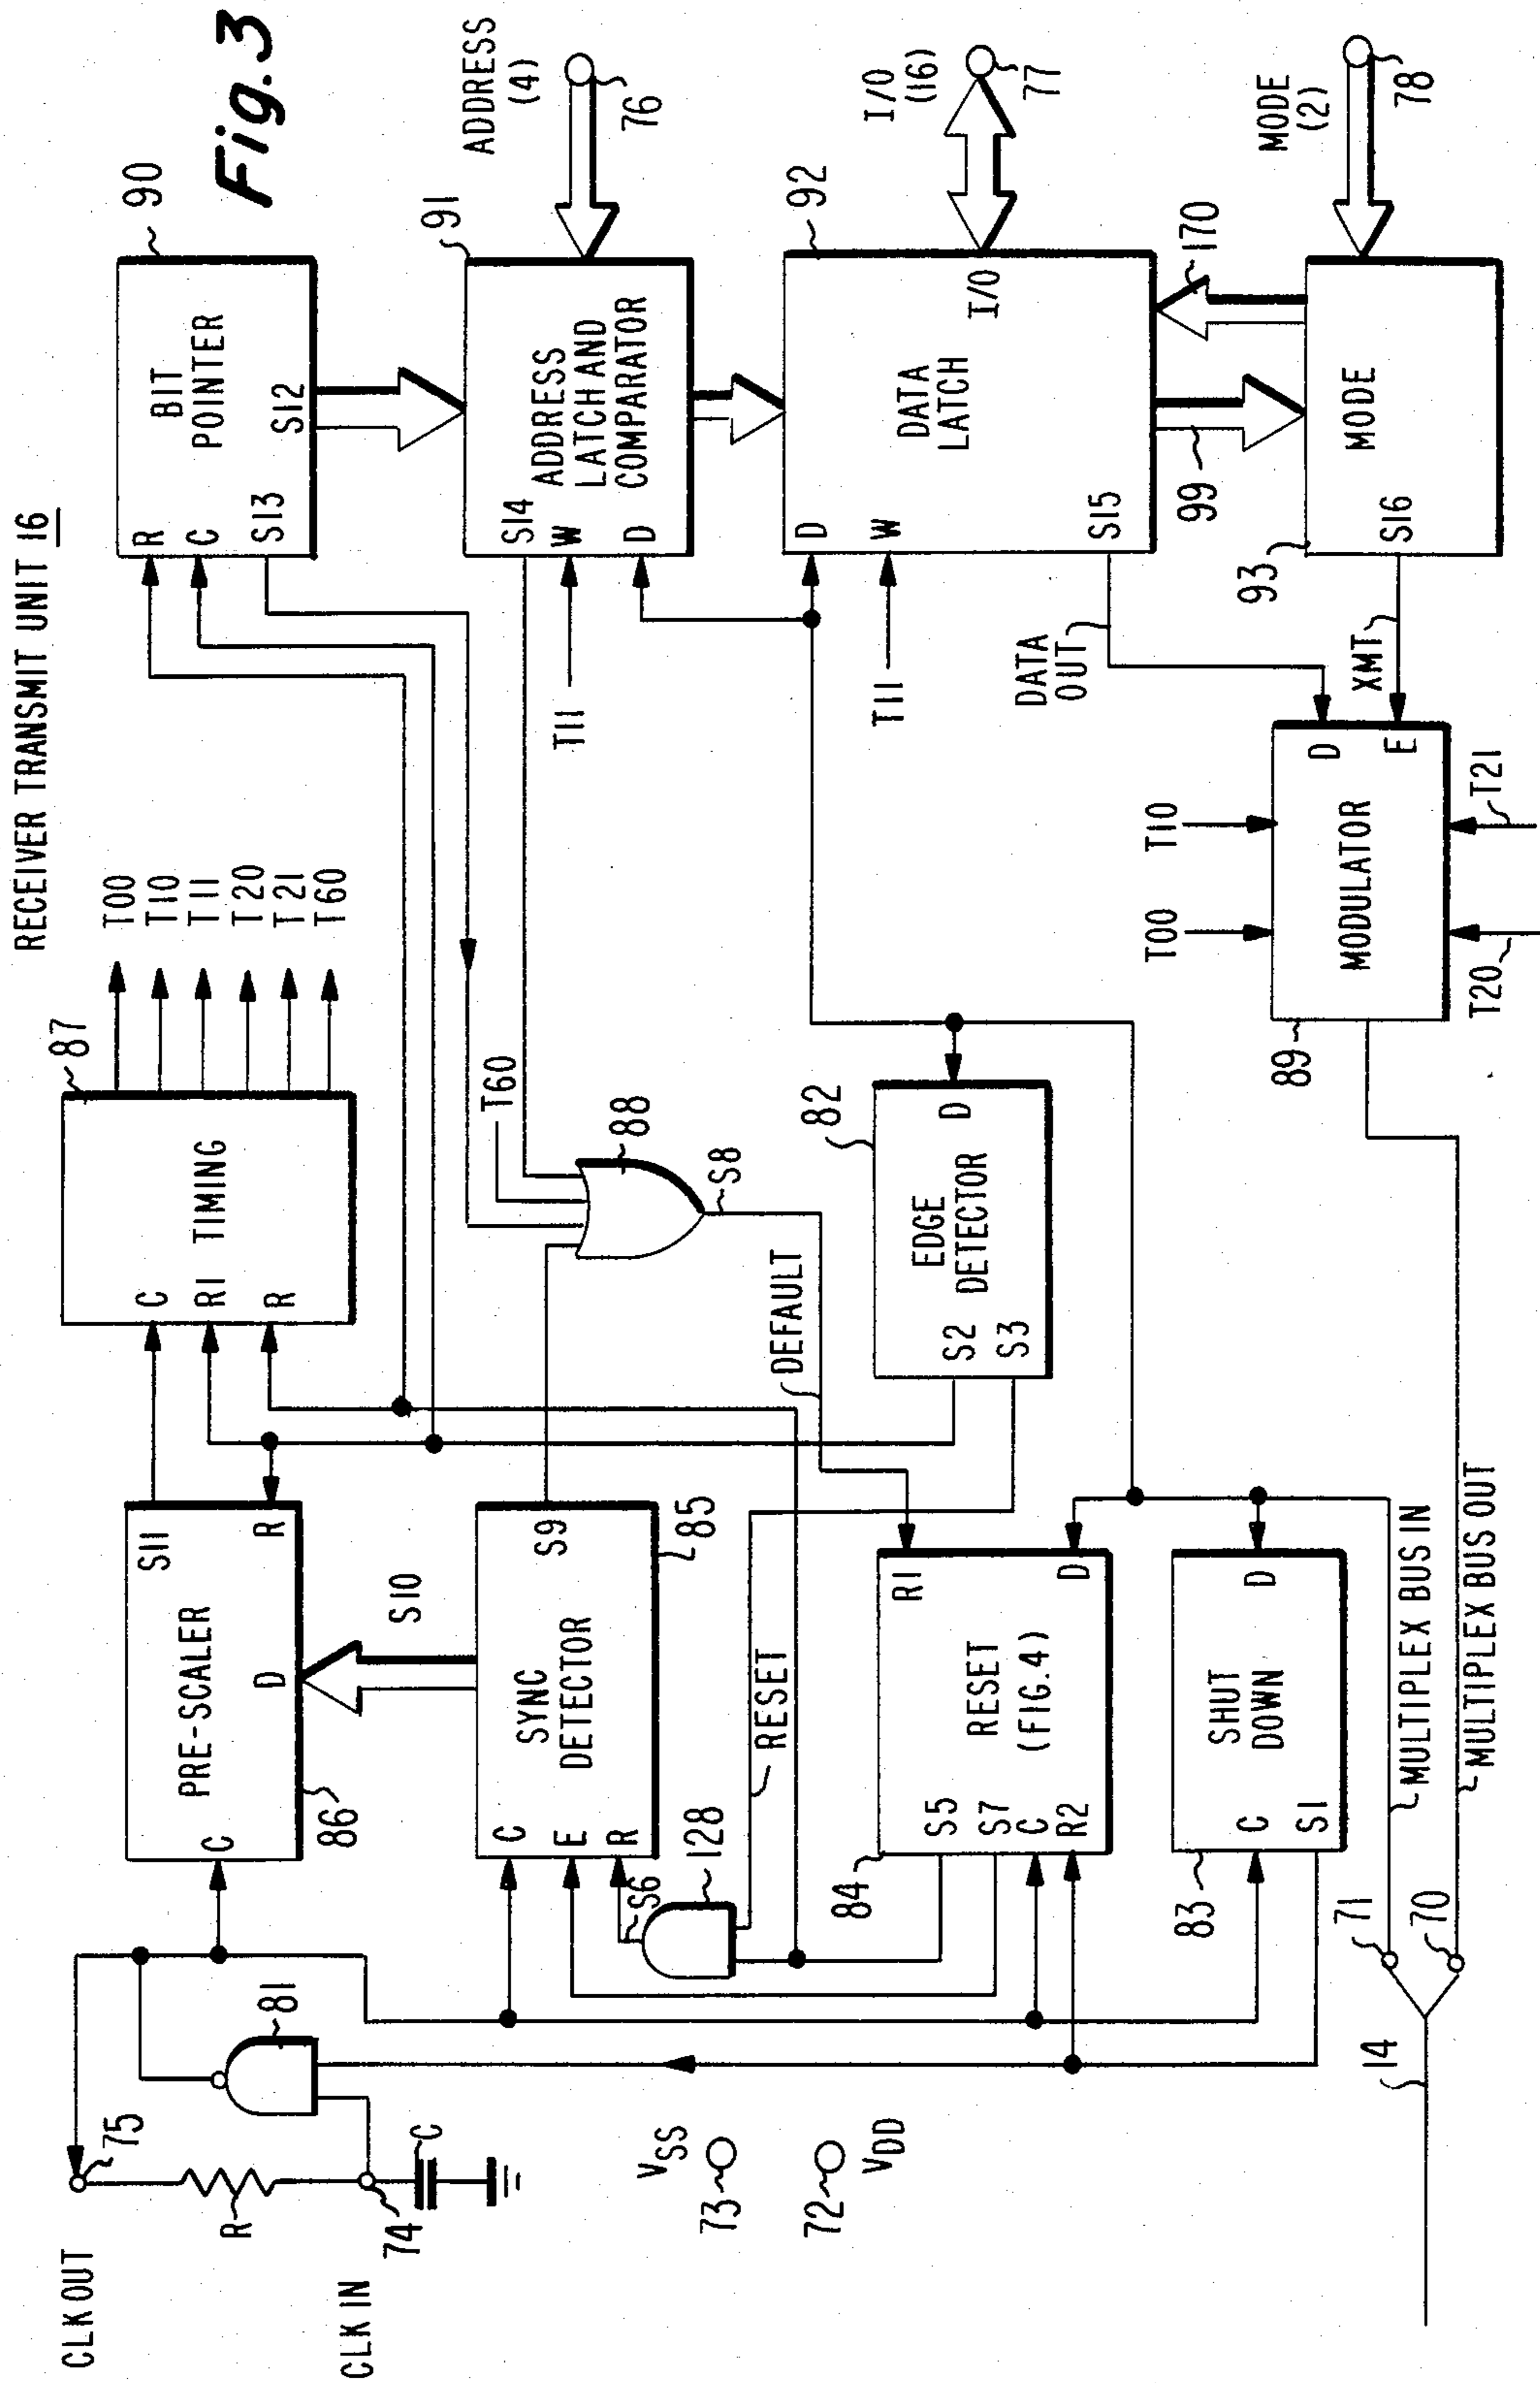 Fig.3
RECEIVER TRANSMIT UNIT 16
CLK OUT
75
R
CLK IN
74
C
81
VSS
73
72
VDD
PRE-SCALER
C
S11
R
D
86
S10
SYNC
DETECTOR
C
E
R
S9
85
S6
128
RESET
TIMING
C
R1
R
87
T00
T10
T11
T20
T21
T60
T60
88
S8
DEFAULT
BIT
POINTER
R
C
S13
S12
90
ADDRESS
LATCH AND
COMPARATOR
S14
W
D
91
T11
ADDRESS
(4)
76
DATA
LATCH
D
W
S15
I/O
92
T11
I/O
(16)
77
DATA
OUT
99
170
MODE
S16
93
XMT
MODE
(2)
78
EDGE
DETECTOR
S2
S3
D
82
RESET
(FIG.4)
S5
S7
C
R2
R1
D
84
SHUT
DOWN
C
S1
D
83
MODULATOR
D
E
89
T00
T10
T20
T21
MULTIPLEX BUS IN
MULTIPLEX BUS OUT
71
70
14